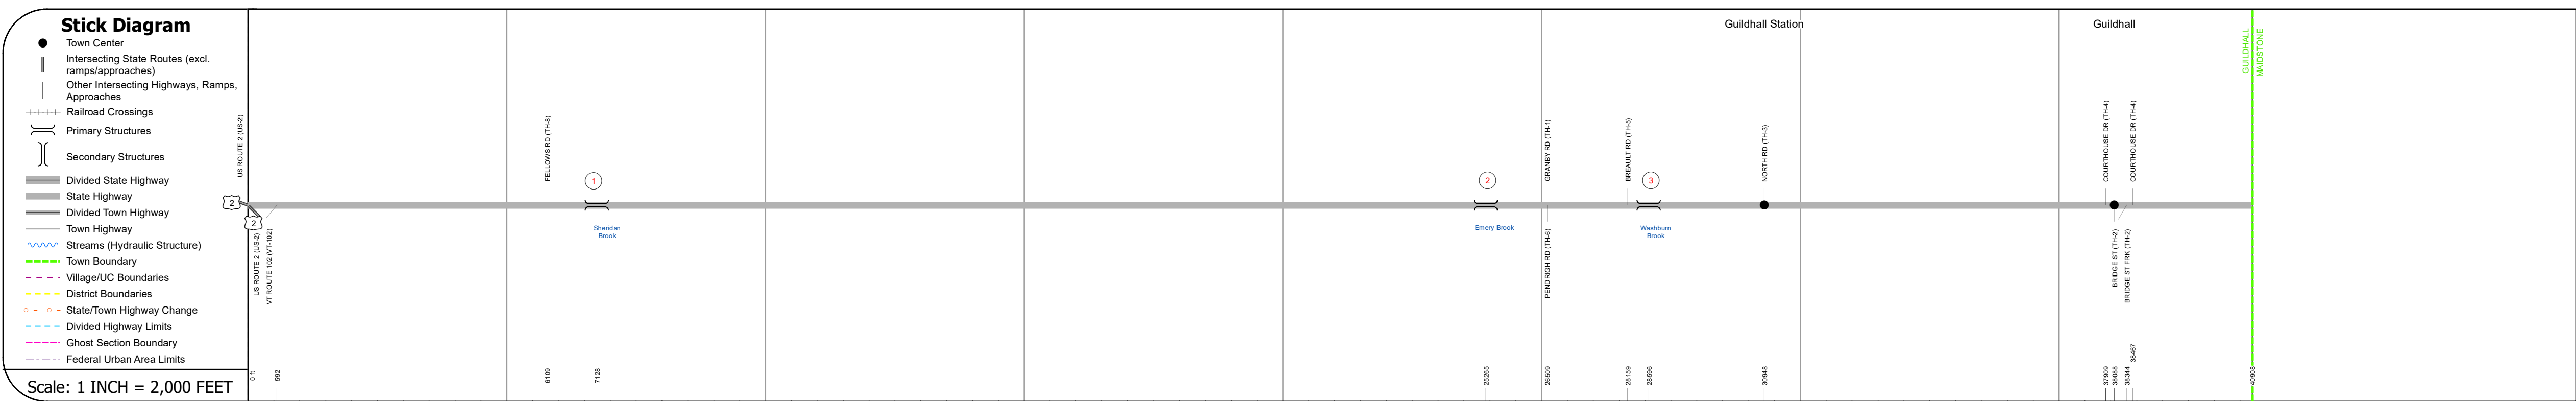 Stick Diagram
Town Center
Intersecting State Routes (excl.
ramps/approaches)
Other Intersecting Highways, Ramps,
Approaches
Railroad Crossings
Primary Structures
Secondary Structures
Divided State Highway
State Highway
Divided Town Highway
Town Highway
Streams (Hydraulic Structure)
Town Boundary
Village/UC Boundaries
District Boundaries
State/Town Highway Change
Divided Highway Limits
Ghost Section Boundary
Federal Urban Area Limits
Scale: 1 INCH = 2,000 FEET
Guildhall Station
Guildhall
GUILDHALL
MAIDSTONE
US ROUTE 2 (US-2)
FELLOWS RD (TH-8)
GRANBY RD (TH-1)
BREAULT RD (TH-5)
NORTH RD (TH-3)
COURTHOUSE DR (TH-4)
COURTHOUSE DR (TH-4)
1
2
3
2
2
Sheridan
Brook
Emery Brook
Washburn
Brook
US ROUTE 2 (US-2)
VT ROUTE 102 (VT-102)
PENDRIGH RD (TH-6)
BRIDGE ST (TH-2)
BRIDGE ST FRK (TH-2)
0 ft
592
6109
7128
25265
26509
28159
28596
30948
37909
38088
38344
38467
40908